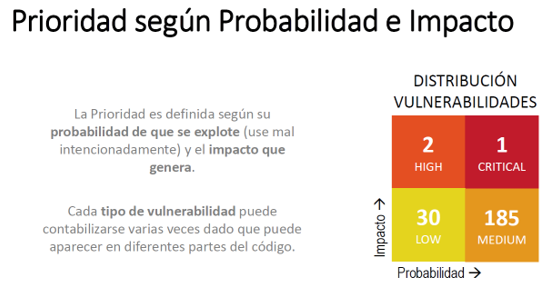 Prioridad según Probabilidad e Impacto
La Prioridad es definida según su
probabilidad de que se explote (use mal
intencionadamente) y el impacto que
genera.
Cada tipo de vulnerabilidad puede
contabilizarse varias veces dado que puede
aparecer en diferentes partes del código.
DISTRIBUCIÓN
VULNERABILIDADES
2
HIGH
1
CRITICAL
30
LOW
185
MEDIUM
Impacto →
Probabilidad →